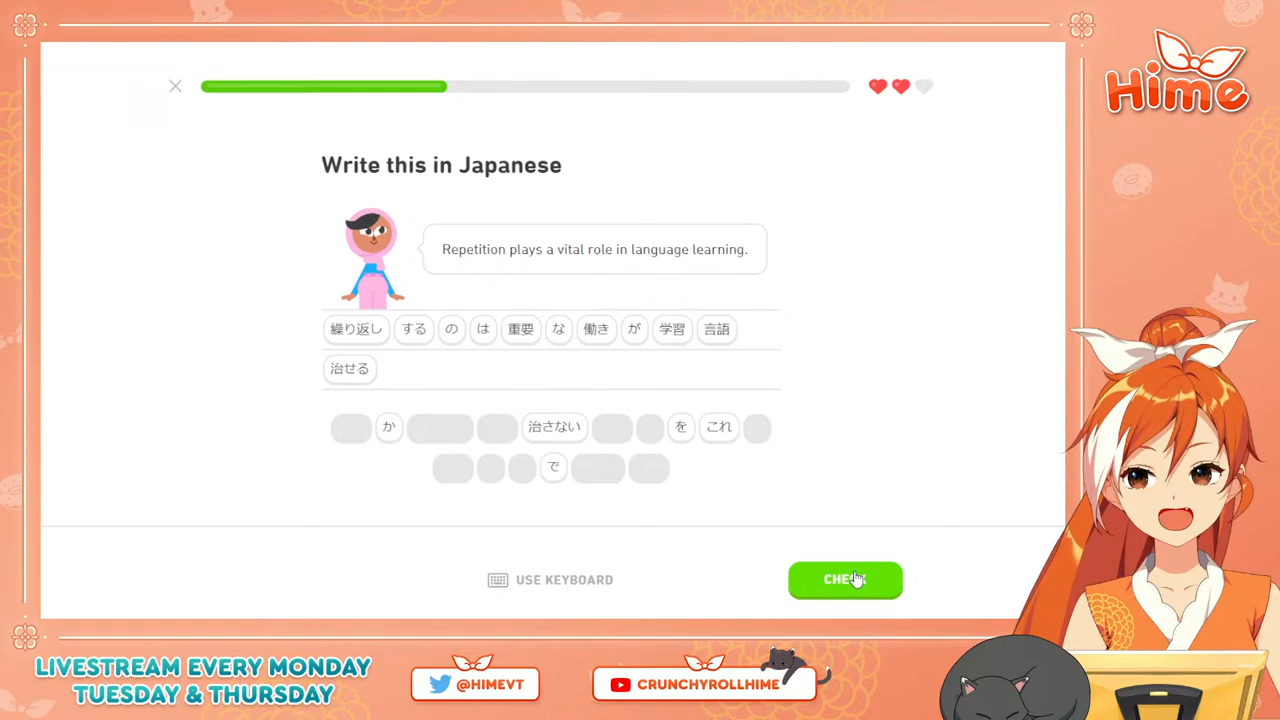 Hime
Write this in Japanese
Repetition plays a vital role in language learning.
繰り返し する の は 重要 な 働き が 学習 言語
治せる
か 治さない を これ
で
USE KEYBOARD
CHECK
LIVESTREAM EVERY MONDAY
TUESDAY & THURSDAY
@HIMEVT
CRUNCHYROLLHIME